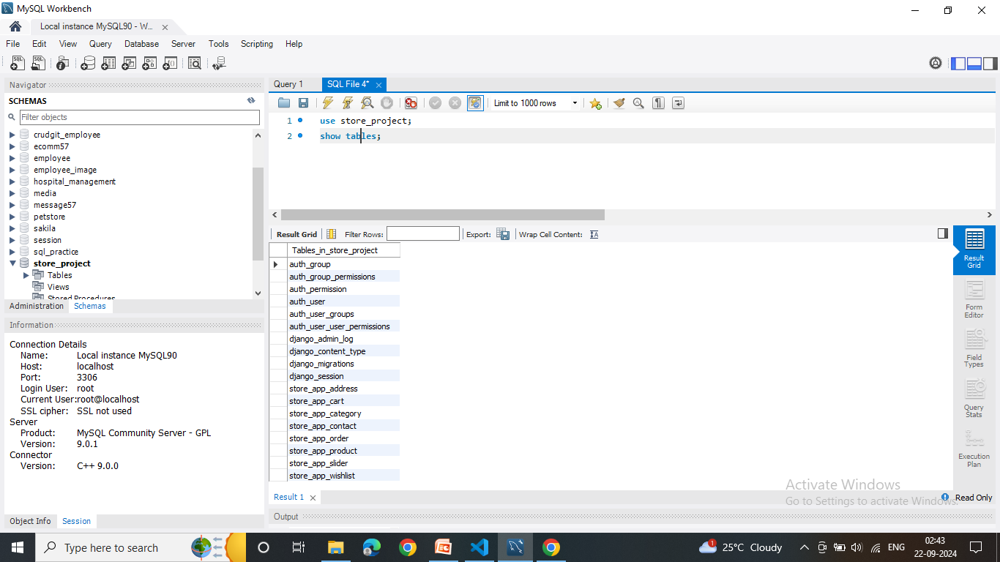 MySQL Workbench
Local instance MySQL90 - W...
File Edit View Query Database Server Tools Scripting Help
Navigator
SCHEMAS
Filter objects
crudgit_employee
ecomm57
employee
employee_image
hospital_management
media
message57
petstore
sakila
session
sql_practice
store_project
Tables
Views
Stored Procedures
Administration Schemas
Information
Connection Details
Name: Local instance MySQL90
Host: localhost
Port: 3306
Login User: root
Current User:root@localhost
SSL cipher: SSL not used
Server
Product: MySQL Community Server - GPL
Version: 9.0.1
Connector
Version: C++ 9.0.0
Object Info Session
Query 1 SQL File 4*
Limit to 1000 rows
1 use store_project;
2 show tables;
Result Grid Filter Rows: Export: Wrap Cell Content:
Tables_in_store_project
auth_group
auth_group_permissions
auth_permission
auth_user
auth_user_groups
auth_user_user_permissions
django_admin_log
django_content_type
django_migrations
django_session
store_app_address
store_app_cart
store_app_category
store_app_contact
store_app_order
store_app_product
store_app_slider
store_app_wishlist
Result
Grid
Form
Editor
Field
Types
Query
Stats
Execution
Plan
Activate Windows
Go to Settings to activate Windows.
Result 1
Read Only
Output
Type here to search
1
25°C Cloudy
ENG
02:43
22-09-2024